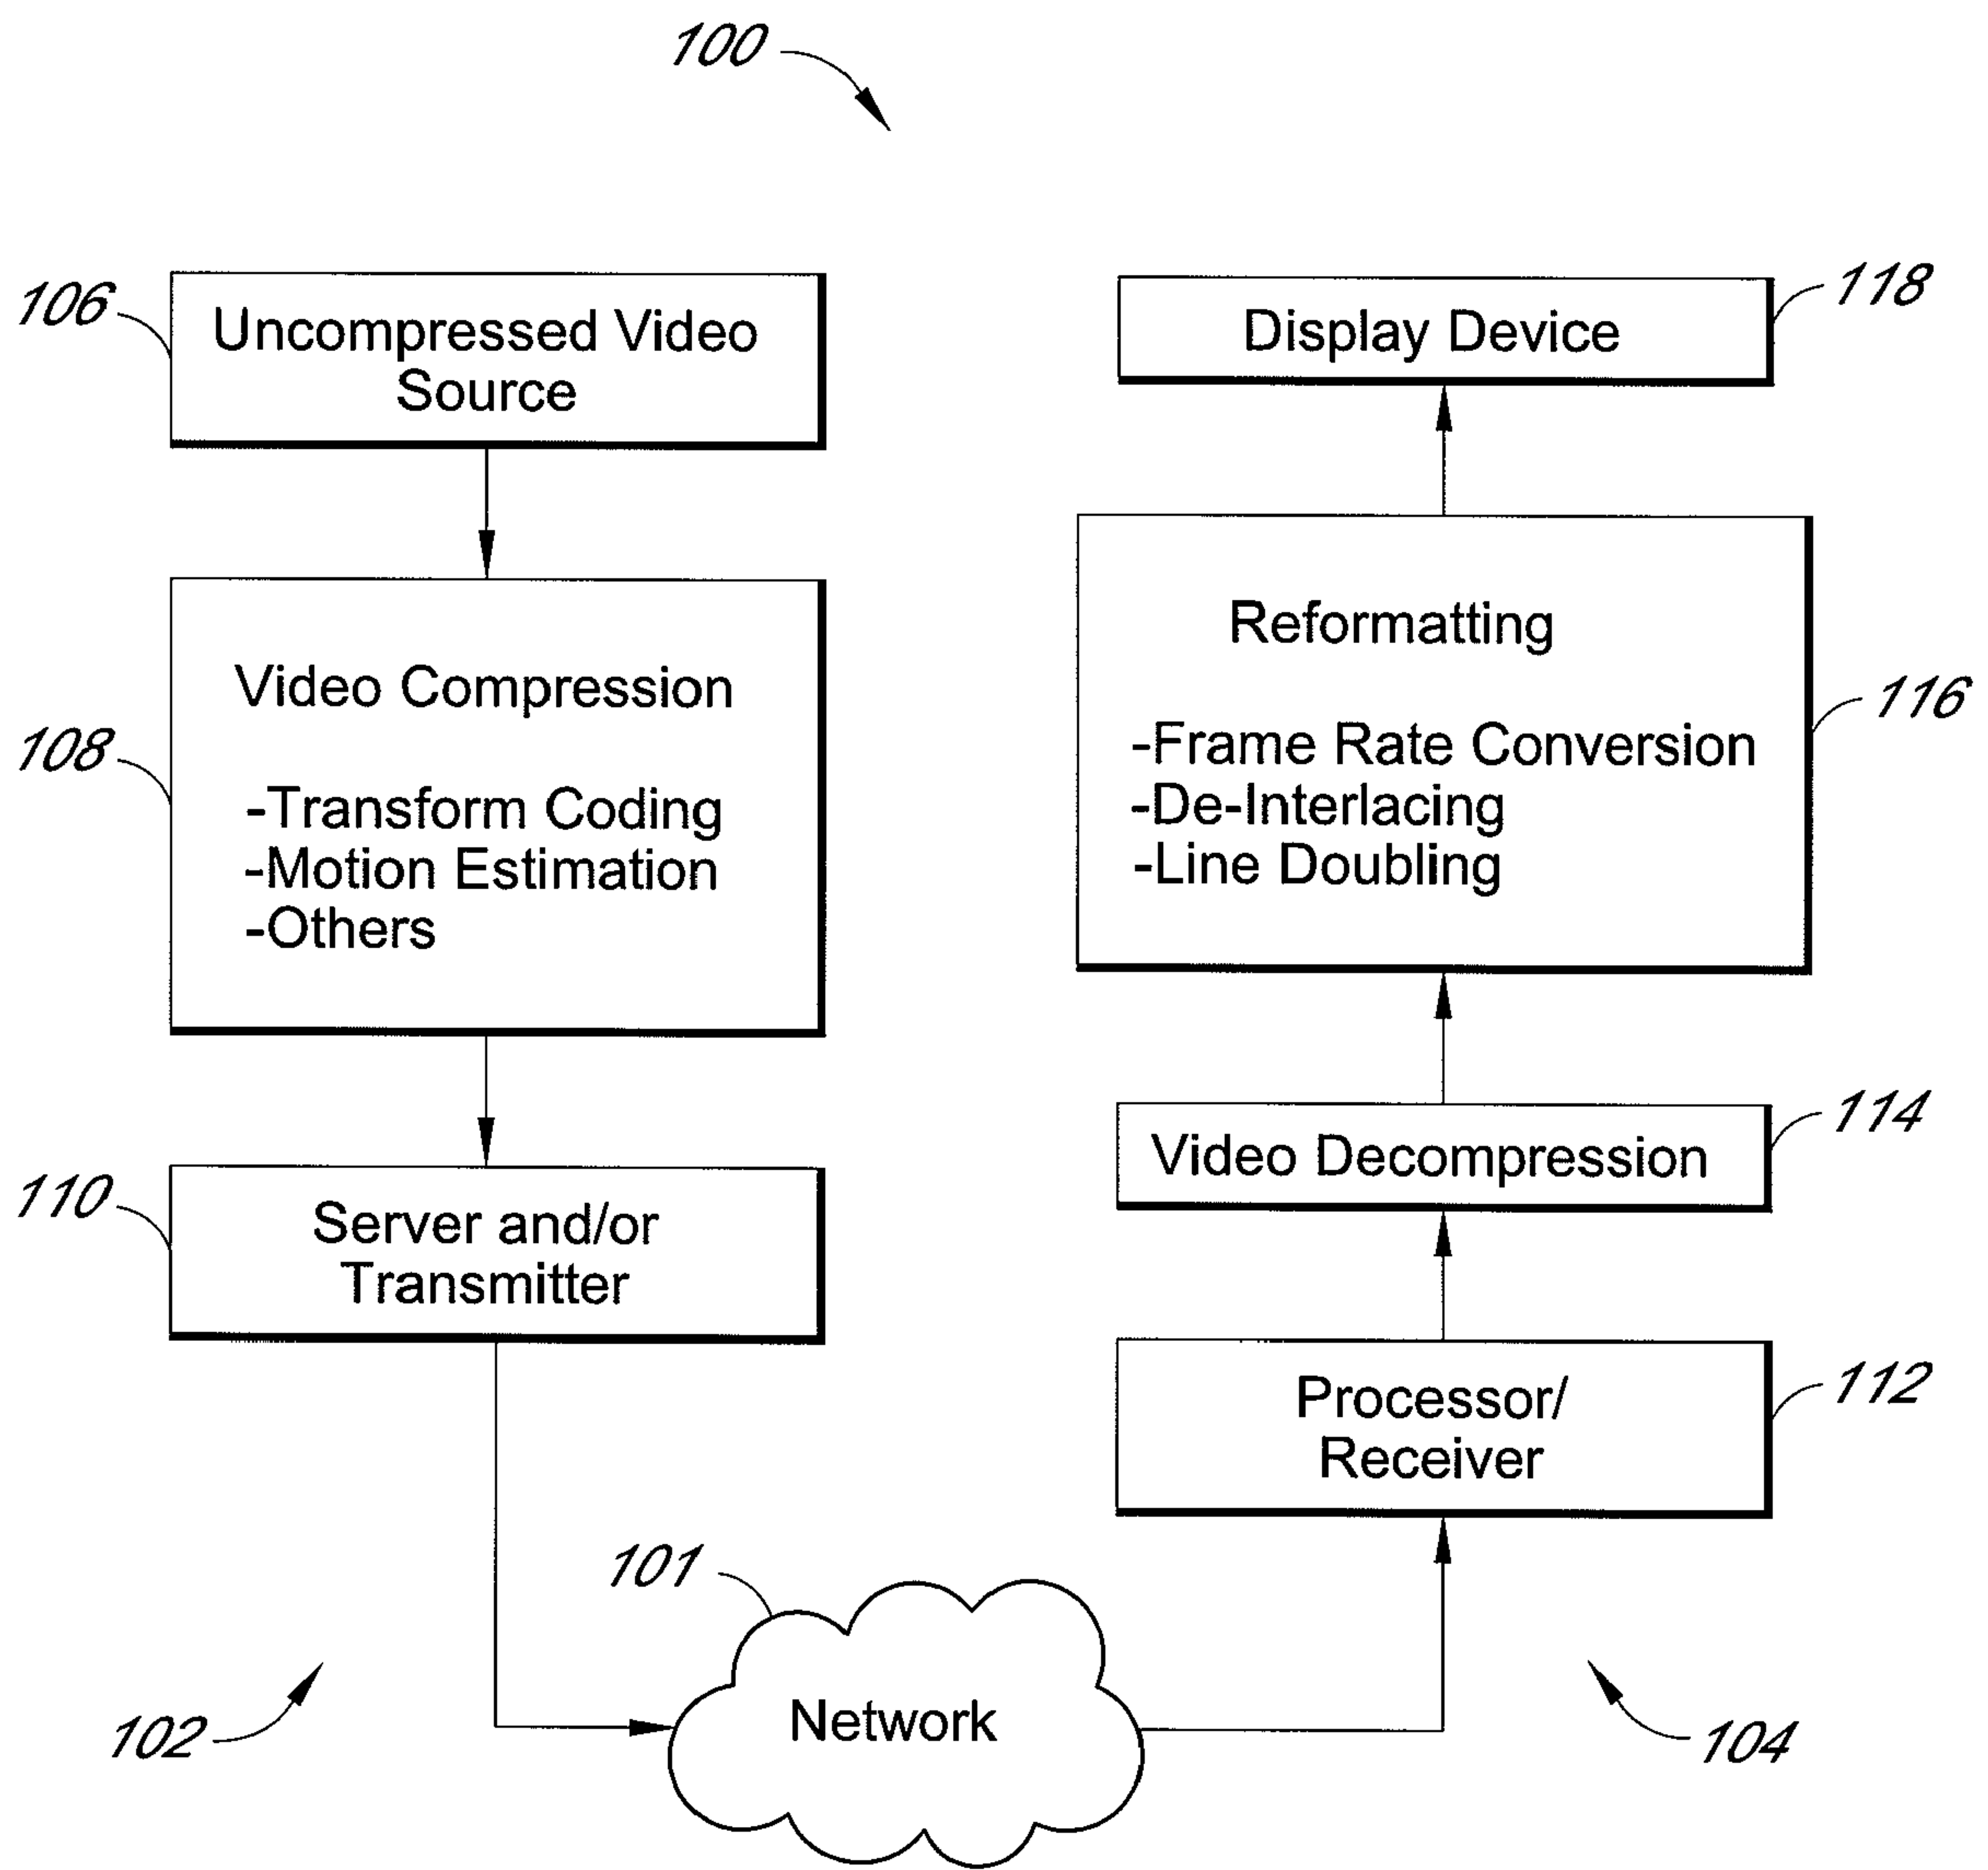 100
106
Uncompressed Video
Source
108
Video Compression
-Transform Coding
-Motion Estimation
-Others
110
Server and/or
Transmitter
102
101
Network
104
112
Processor/
Receiver
114
Video Decompression
116
Reformatting
-Frame Rate Conversion
-De-Interlacing
-Line Doubling
118
Display Device